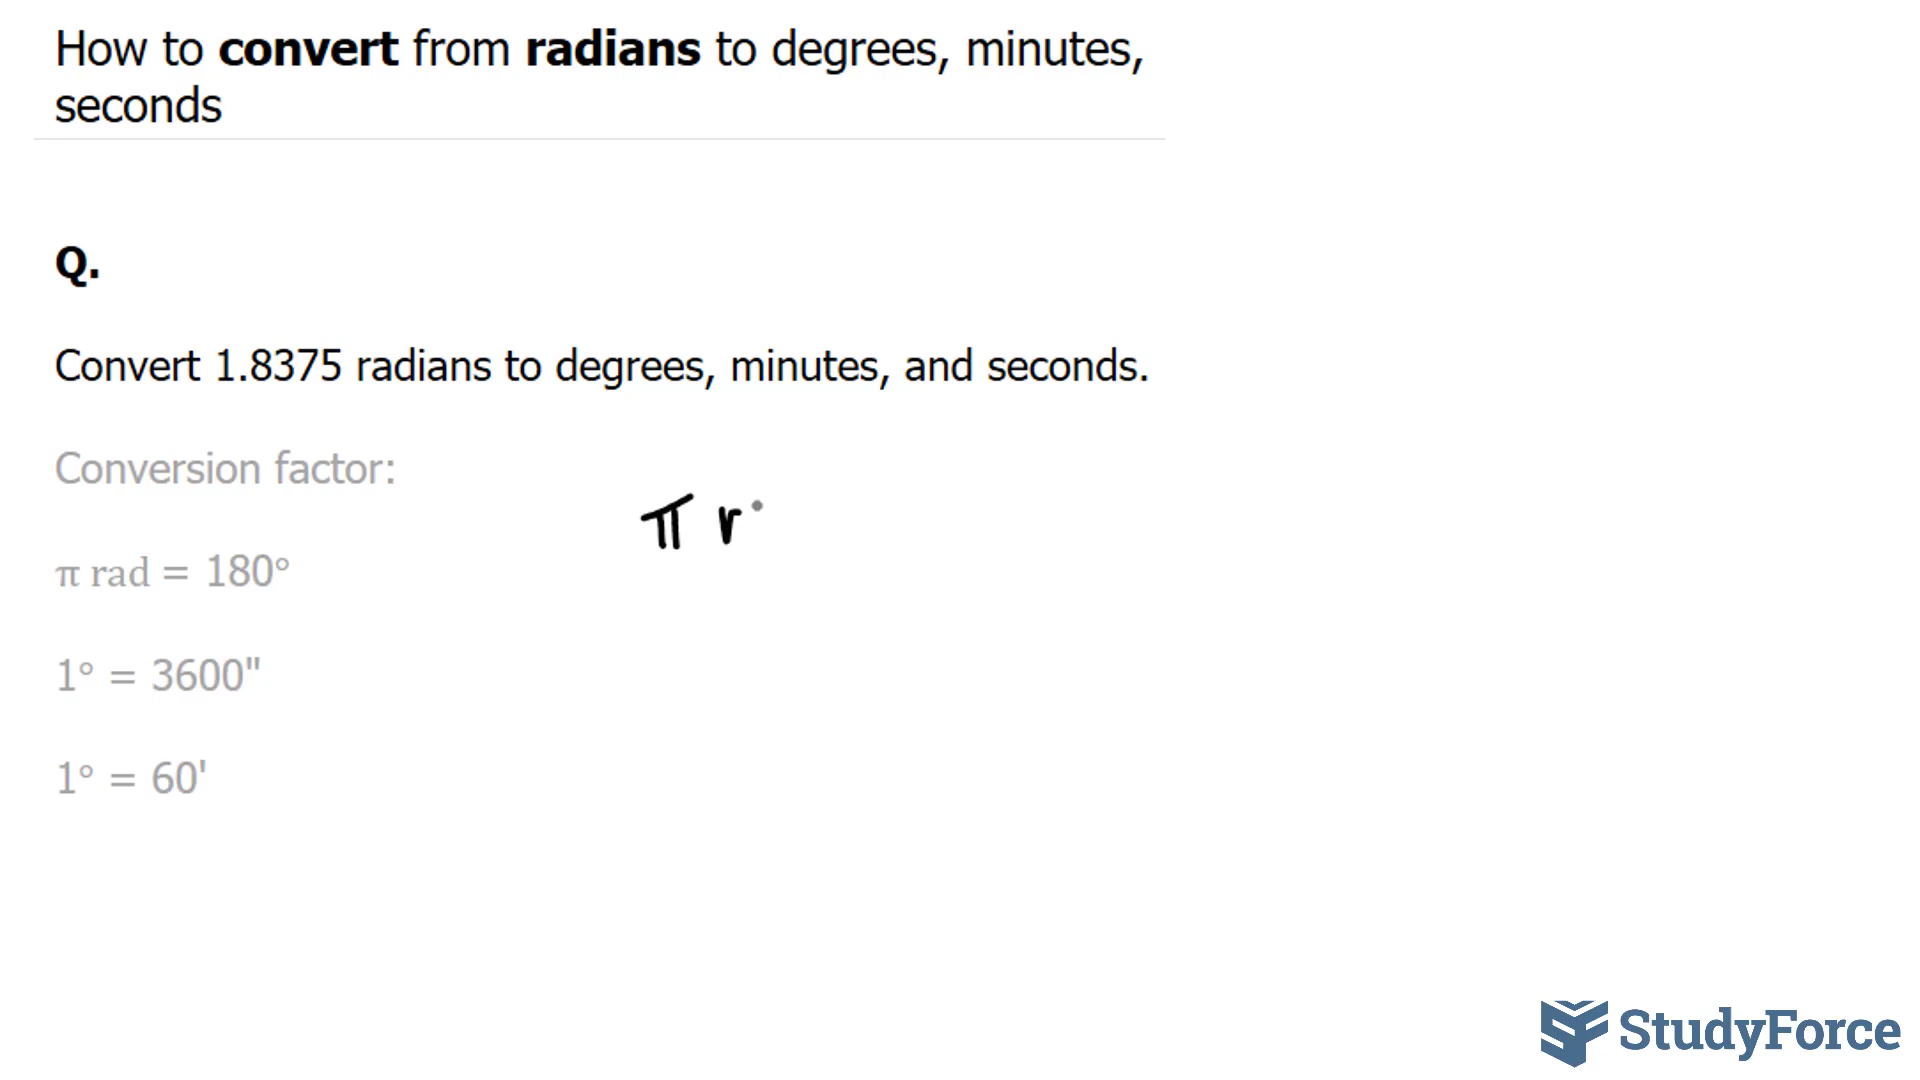 How to convert from radians to degrees, minutes,
seconds
Q.
Convert 1.8375 radians to degrees, minutes, and seconds.
Conversion factor:
π r
π rad = 180°
1° = 3600"
1° = 60'
StudyForce